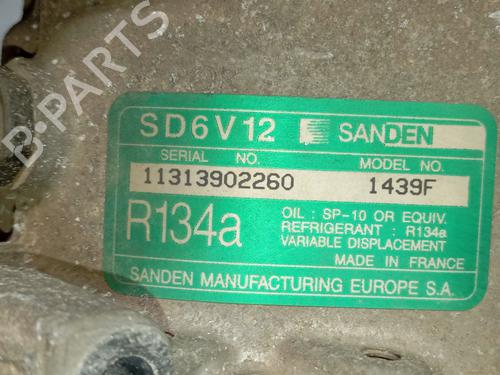 B-PARTS
SD6V12 SANDEN
SERIAL NO. MODEL NO.
11313902260 1439F
R134a
OIL : SP-10 OR EQUIV.
REFRIGERANT : R134a
VARIABLE DISPLACEMENT
MADE IN FRANCE
SANDEN MANUFACTURING EUROPE S.A.